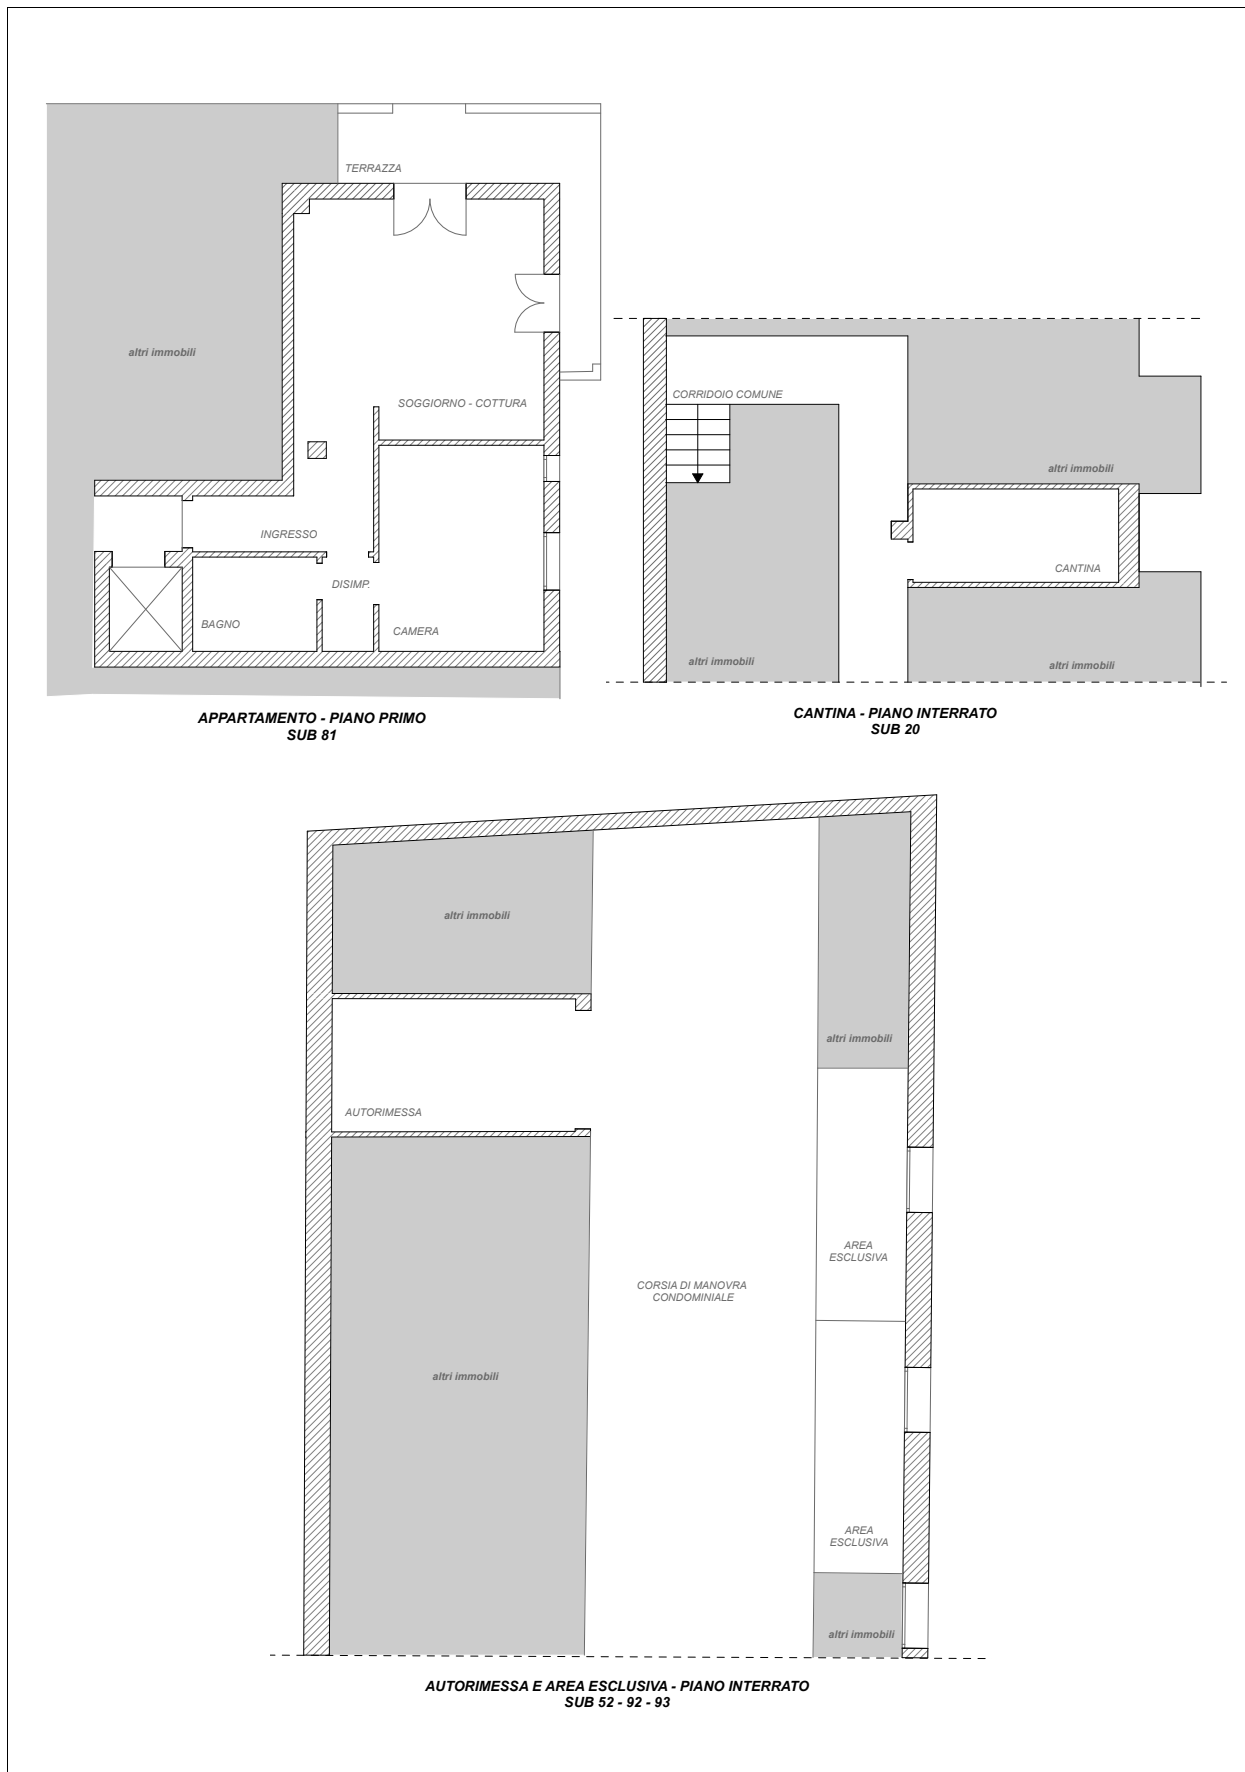 TERRAZZA
altri immobili
SOGGIORNO - COTTURA
INGRESSO
DISIMP.
BAGNO
CAMERA
APPARTAMENTO - PIANO PRIMO
SUB 81
CORRIDOIO COMUNE
altri immobili
CANTINA
altri immobili
altri immobili
CANTINA - PIANO INTERRATO
SUB 20
altri immobili
altri immobili
AUTORIMESSA
AREA
ESCLUSIVA
CORSIA DI MANOVRA
CONDOMINIALE
altri immobili
AREA
ESCLUSIVA
altri immobili
AUTORIMESSA E AREA ESCLUSIVA - PIANO INTERRATO
SUB 52 - 92 - 93